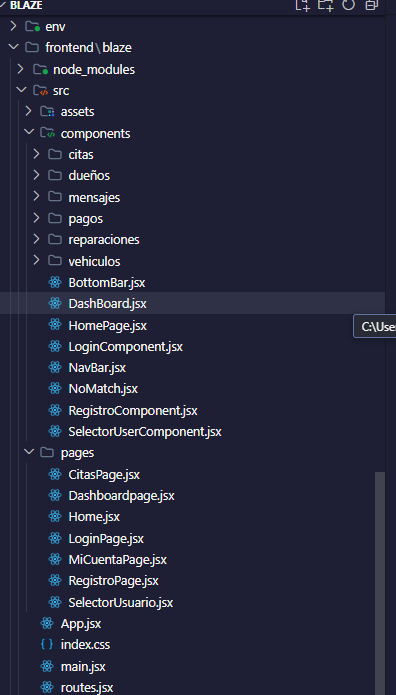 BLAZE
env
frontend\blaze
node_modules
src
assets
components
citas
dueños
mensajes
pagos
reparaciones
vehiculos
BottomBar.jsx
DashBoard.jsx
HomePage.jsx
C:\User
LoginComponent.jsx
NavBar.jsx
NoMatch.jsx
RegistroComponent.jsx
SelectorUserComponent.jsx
pages
CitasPage.jsx
Dashboardpage.jsx
Home.jsx
LoginPage.jsx
MiCuentaPage.jsx
RegistroPage.jsx
SelectorUsuario.jsx
App.jsx
index.css
main.jsx
routes.jsx